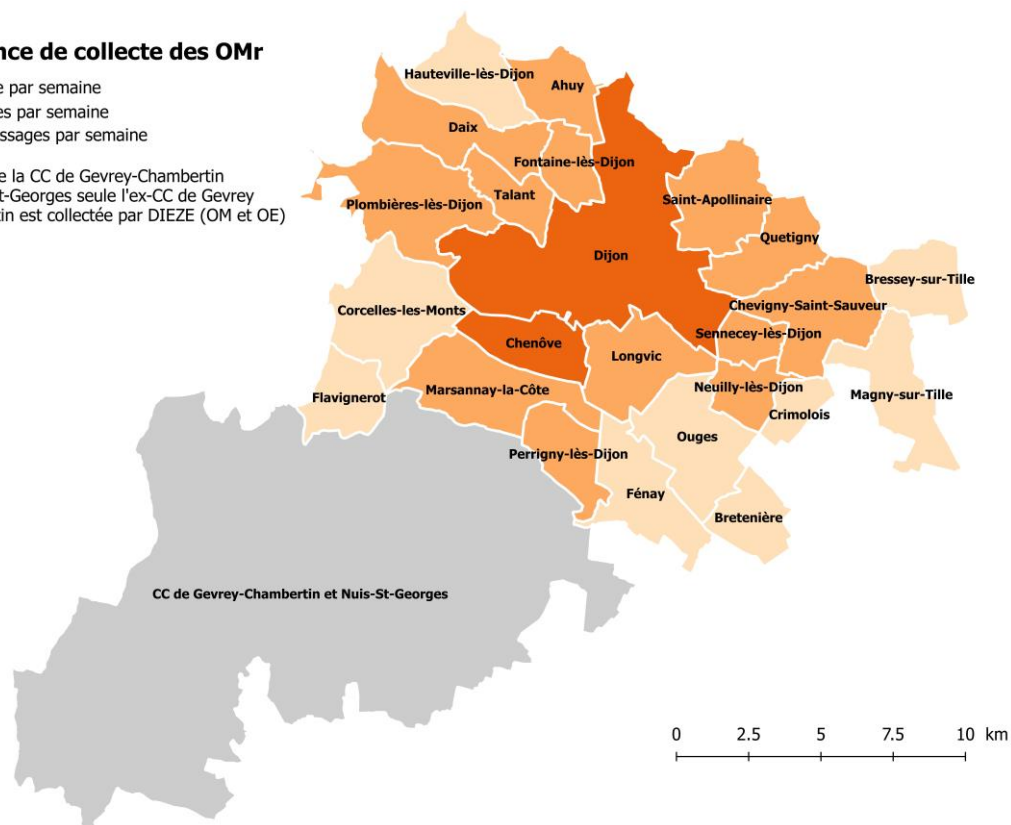 nce de collecte des OMr
e par semaine
es par semaine
ssages par semaine
e la CC de Gevrey-Chambertin
t-Georges seule l'ex-CC de Gevrey
tin est collectée par DIEZE (OM et OE)
Hauteville-lès-Dijon
Ahuy
Daix
Fontaine-lès-Dijon
Talant
Plombières-lès-Dijon
Saint-Apollinaire
Quetigny
Dijon
Bressey-sur-Tille
Chevigny-Saint-Sauveur
Corcelles-les-Monts
Sennecey-lès-Dijon
Chenôve
Longvic
Neuilly-lès-Dijon
Marsannay-la-Côte
Magny-sur-Tille
Flavignerot
Crimolois
Ouges
Perrigny-lès-Dijon
Fénay
Bretenière
CC de Gevrey-Chambertin et Nuis-St-Georges
0 2.5 5 7.5 10 km